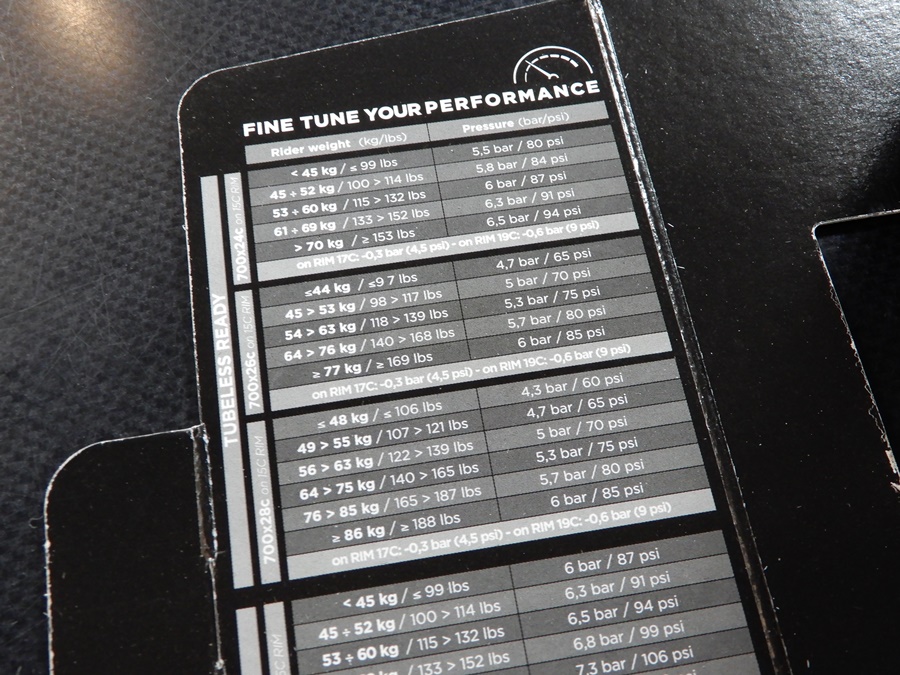 FINE TUNE YOUR PERFORMANCE
Rider weight (kg/lbs) Pressure (bar/psi)
TUBELESS READY
700x24c on 15C RIM
< 45 kg / ≤ 99 lbs 5,5 bar / 80 psi
45 ÷ 52 kg / 100 > 114 lbs 5,8 bar / 84 psi
53 ÷ 60 kg / 115 > 132 lbs 6 bar / 87 psi
61 ÷ 69 kg / 133 > 152 lbs 6,3 bar / 91 psi
> 70 kg / ≥ 153 lbs 6,5 bar / 94 psi
on RIM 17C: -0,3 bar (4,5 psi) - on RIM 19C: -0,6 bar (9 psi)
700x26c on 15C RIM
≤44 kg / ≤9 7 lbs 4,7 bar / 65 psi
45 > 53 kg / 98 > 117 lbs 5 bar / 70 psi
54 > 63 kg / 118 > 139 lbs 5,3 bar / 75 psi
64 > 76 kg / 140 > 168 lbs 5,7 bar / 80 psi
≥ 77 kg / ≥ 169 lbs 6 bar / 85 psi
on RIM 17C: -0,3 bar (4,5 psi) - on RIM 19C: -0,6 bar (9 psi)
700x28c on 15C RIM
≤ 48 kg / ≤ 106 lbs 4,3 bar / 60 psi
49 > 55 kg / 107 > 121 lbs 4,7 bar / 65 psi
56 > 63 kg / 122 > 139 lbs 5 bar / 70 psi
64 > 75 kg / 140 > 165 lbs 5,3 bar / 75 psi
76 > 85 kg / 165 > 187 lbs 5,7 bar / 80 psi
≥ 86 kg / ≥ 188 lbs 6 bar / 85 psi
on RIM 17C: -0,3 bar (4,5 psi) - on RIM 19C: -0,6 bar (9 psi)
RIM
< 45 kg / ≤ 99 lbs 6 bar / 87 psi
45 ÷ 52 kg / 100 > 114 lbs 6,3 bar / 91 psi
53 ÷ 60 kg / 115 > 132 lbs 6,5 bar / 94 psi
kg / 133 > 152 lbs 6,8 bar / 99 psi
7,3 bar / 106 psi